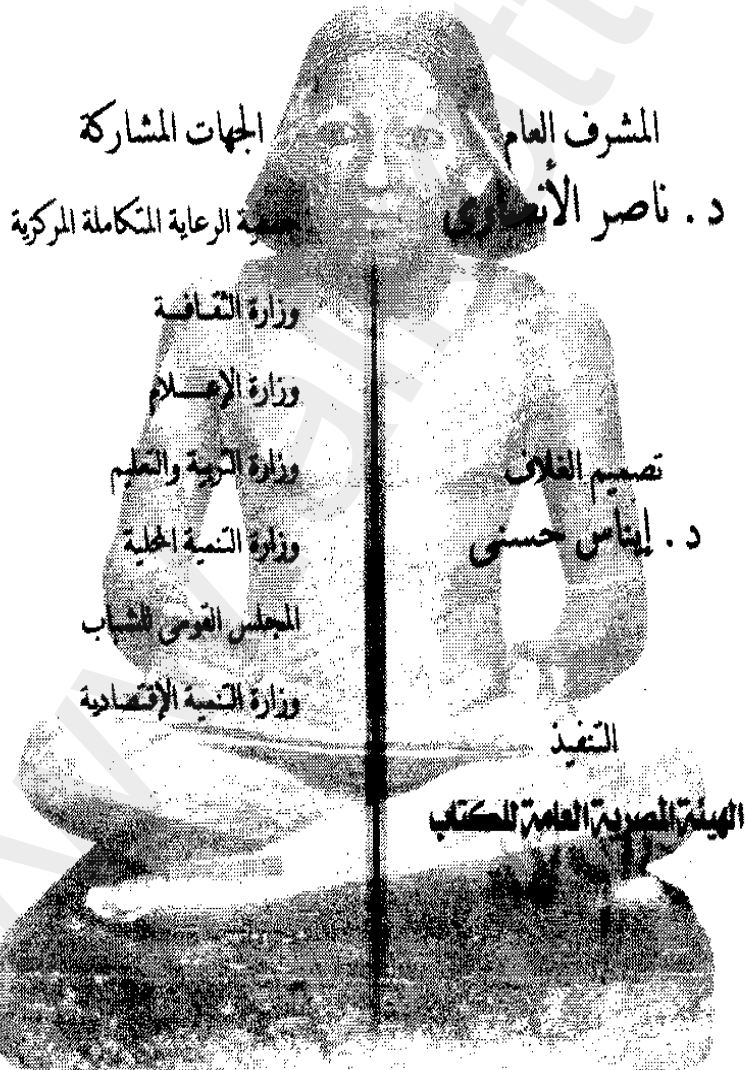 المشرف العام
د . ناصر الأنصارى
تصميم الغلاف
د . إيناس حسنى
التنفيذ
الهيئة المصرية العامة للكتاب
الجهات المشاركة
جمعية الرعاية المتكاملة المركزية
وزارة الثقافة
وزارة الإعلام
وزارة التربية والتعليم
وزارة التنمية المحلية
المجلس القومى للشباب
وزارة التنمية الإقتصادية